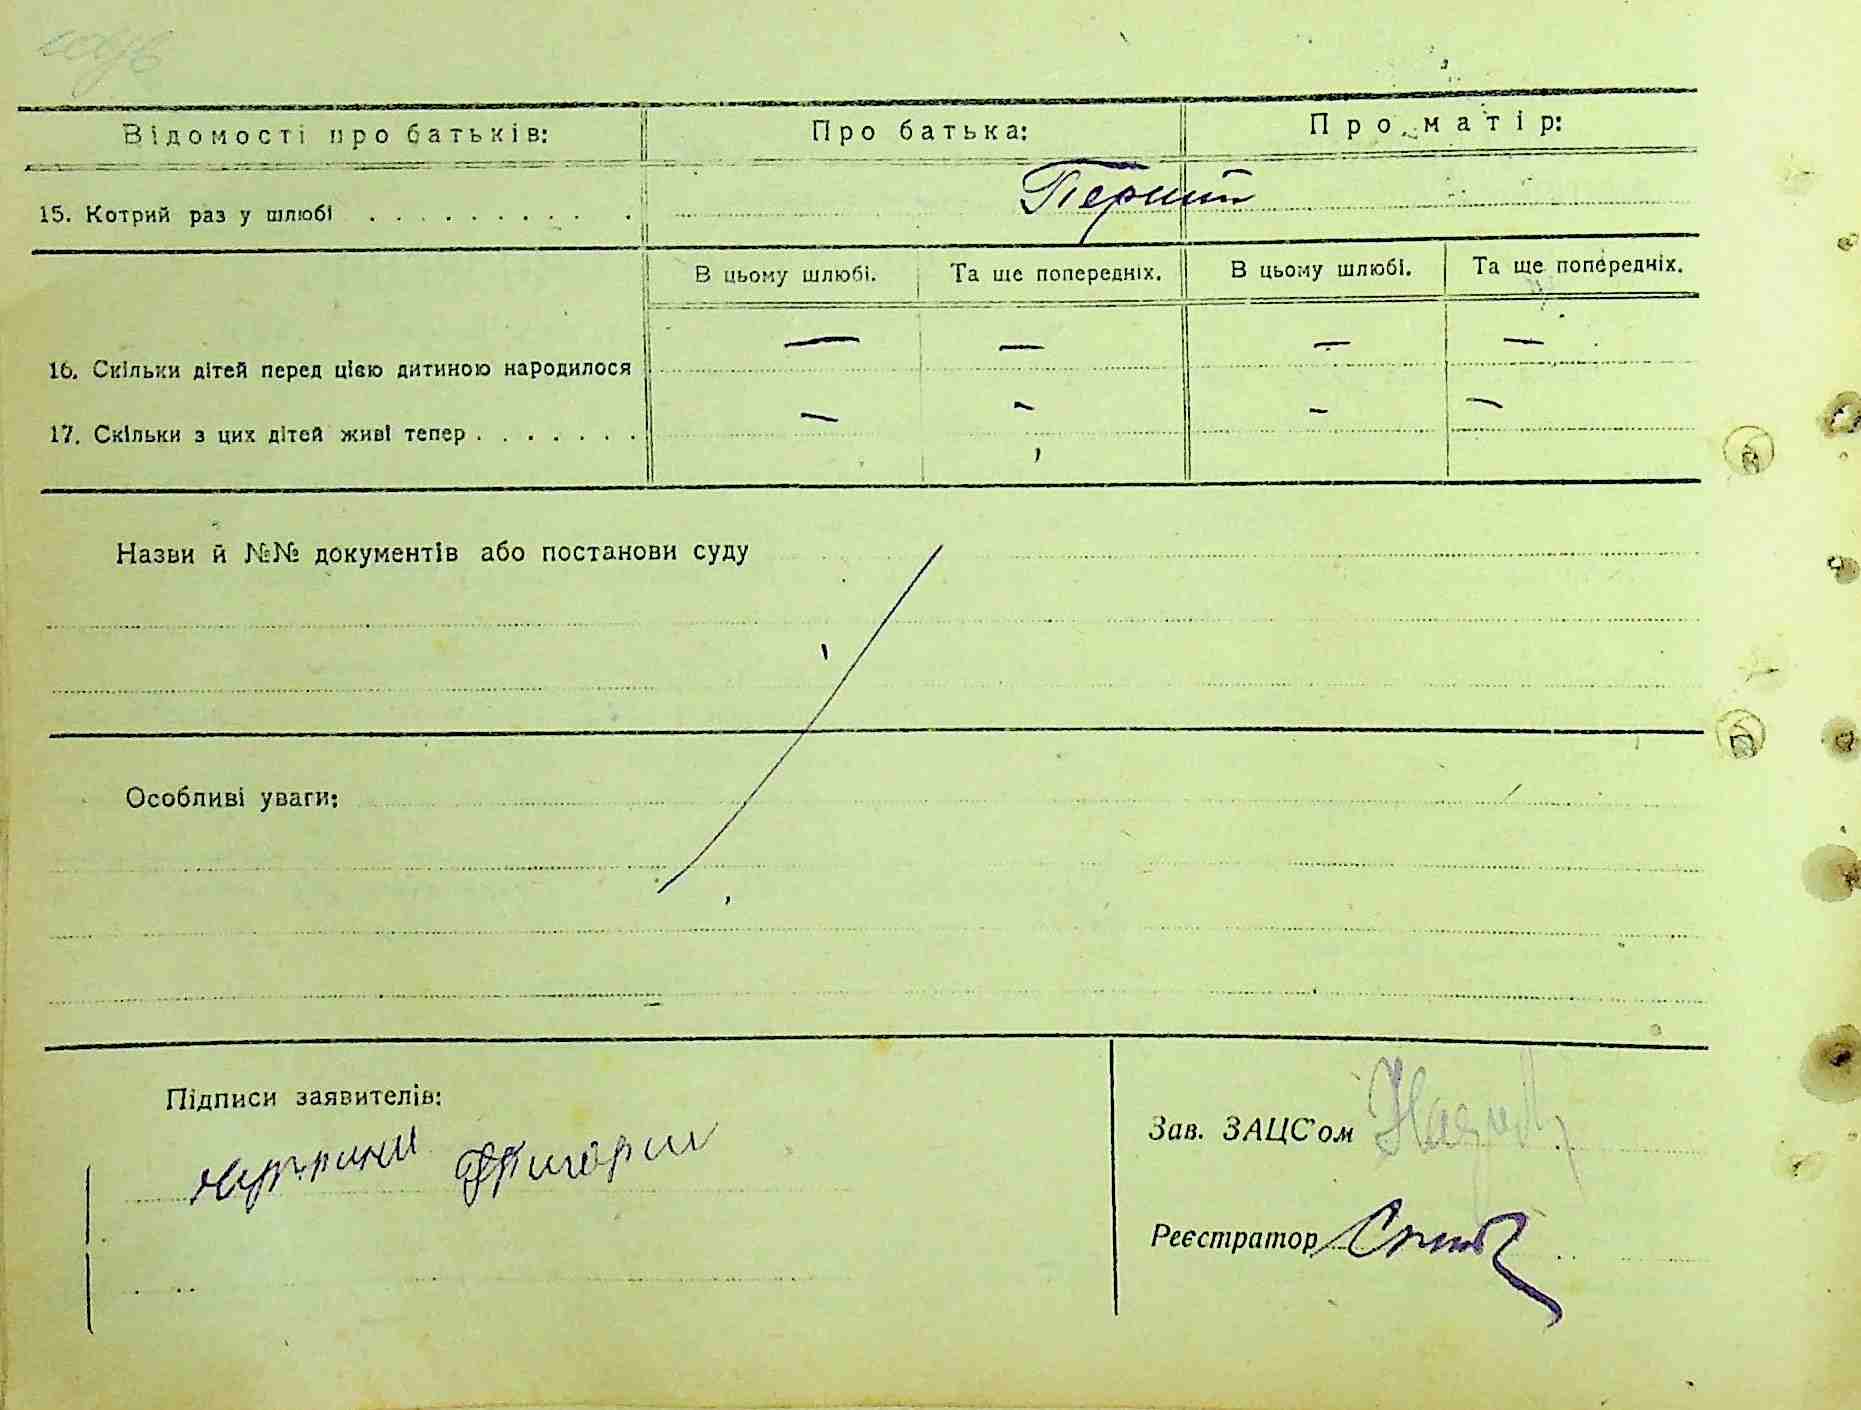 Відомості про батьків: Про батька: Про матір:
15. Котрий раз у шлюбі . . . . . . . . . . Перший
В цьому шлюбі. Та ще попередніх. В цьому шлюбі. Та ще попередніх.
16. Скільки дітей перед цією дитиною народилося — — — —
17. Скільки з цих дітей живі тепер . . . . . . . — — — —
Назви й №№ документів або постанови суду
Особливі уваги:
Підписи заявителів:
Григорий
Зав. ЗАЦС'ом
Реєстратор